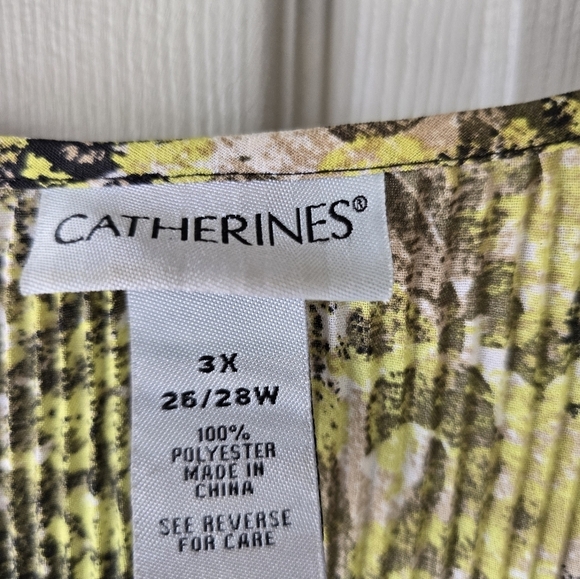 CATHERINES®
3X
26/28W
100%
POLYESTER
MADE IN
CHINA
SEE REVERSE
FOR CARE